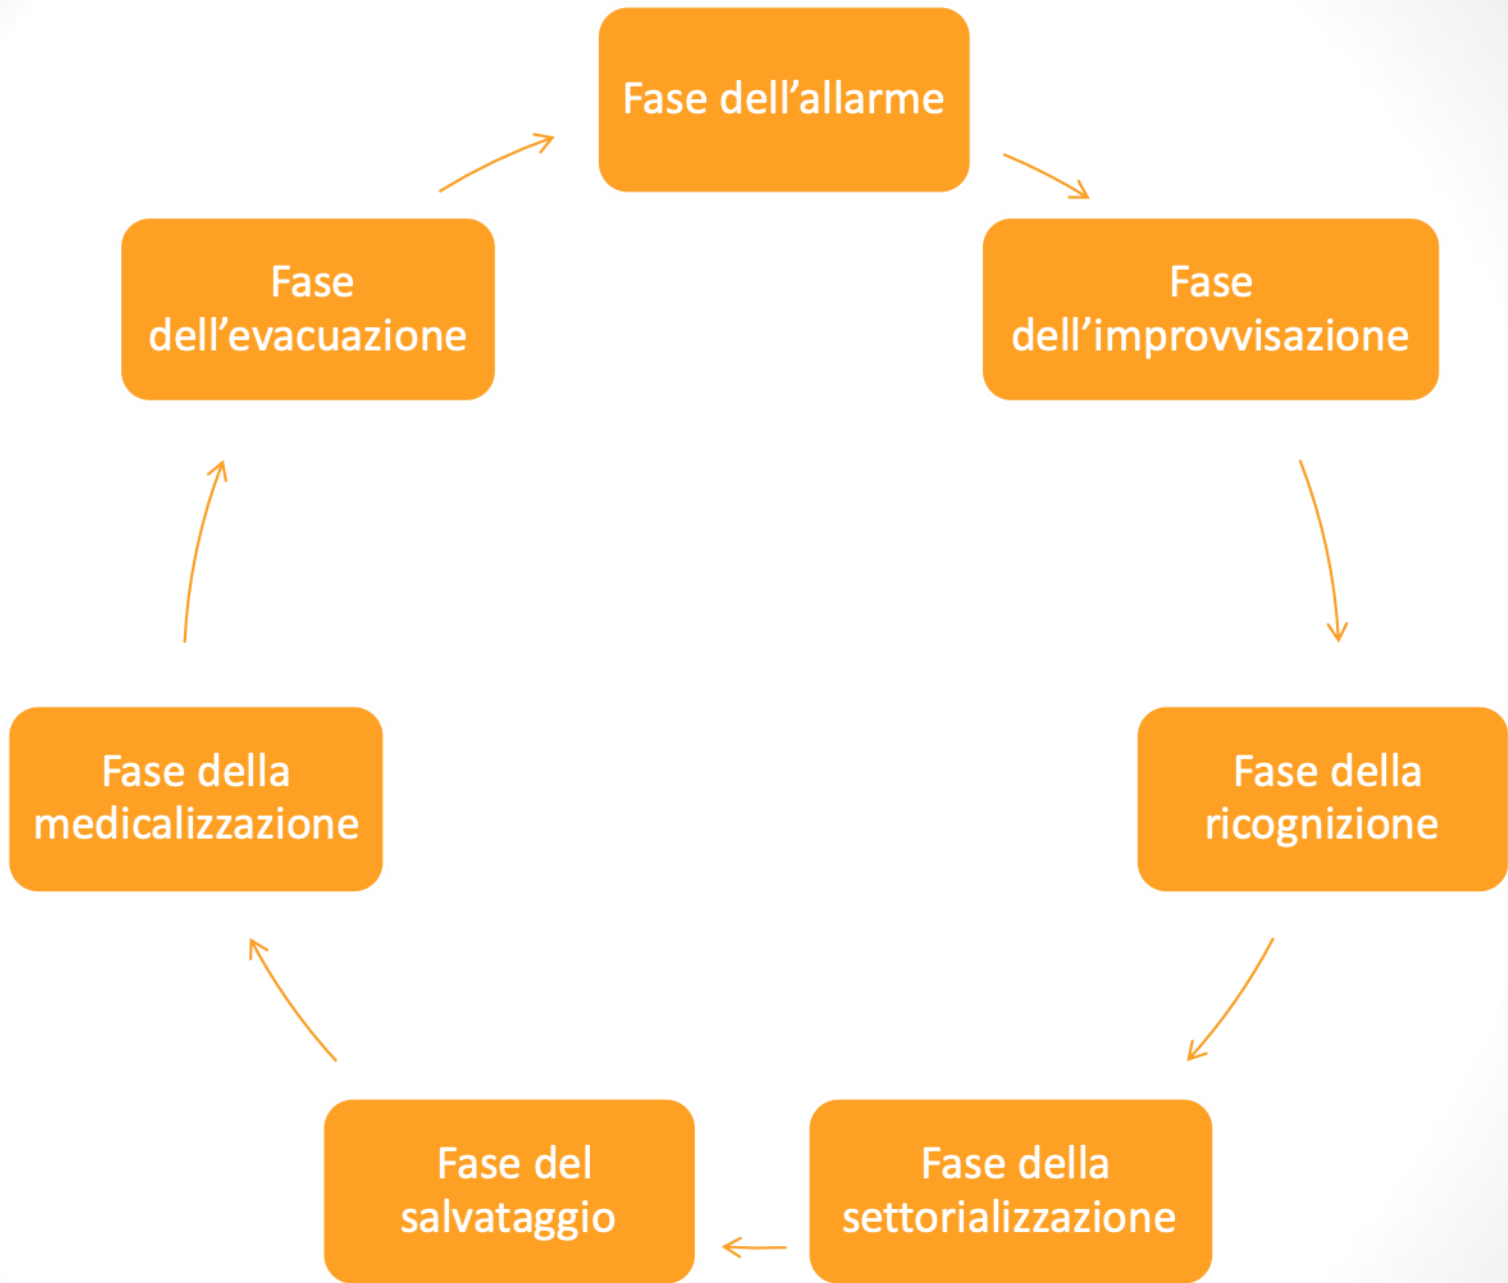 Fase dell’allarme
Fase
dell’improvvisazione
Fase della
ricognizione
Fase della
settorializzazione
Fase del
salvataggio
Fase della
medicalizzazione
Fase
dell’evacuazione